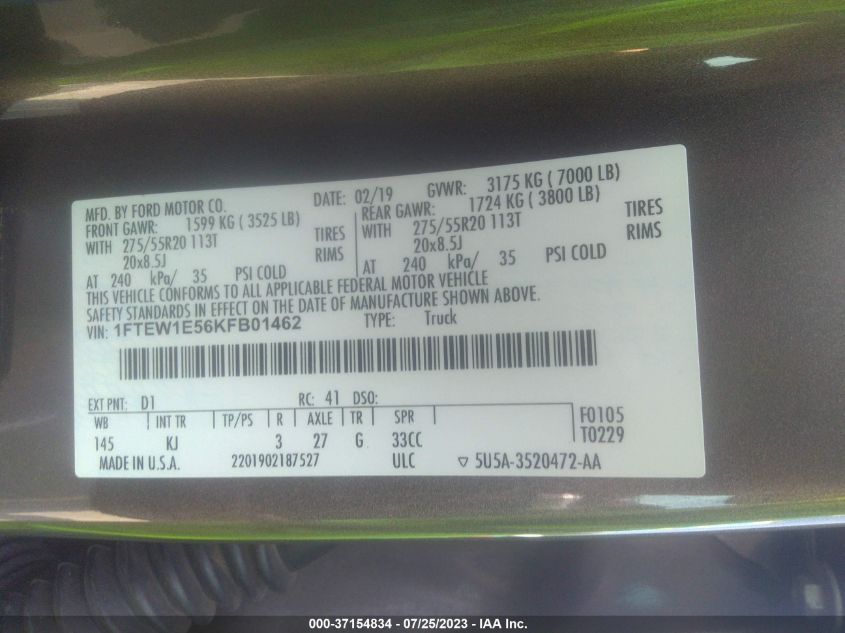 MFD. BY FORD MOTOR CO. DATE: 02/19 GVWR: 3175 KG ( 7000 LB)
FRONT GAWR: 1599 KG ( 3525 LB) REAR GAWR: 1724 KG ( 3800 LB)
WITH 275/55R20 113T TIRES WITH 275/55R20 113T TIRES
20x8.5J RIMS 20x8.5J RIMS
AT 240 kPa/ 35 PSI COLD AT 240 kPa/ 35 PSI COLD
THIS VEHICLE CONFORMS TO ALL APPLICABLE FEDERAL MOTOR VEHICLE
SAFETY STANDARDS IN EFFECT ON THE DATE OF MANUFACTURE SHOWN ABOVE.
VIN: 1FTEW1E56KFB01462 TYPE: Truck
EXT PNT: D1 RC: 41 DSO:
WB INT TR TP/PS R AXLE TR SPR F0105
145 KJ 3 27 G 33CC T0229
MADE IN U.S.A. 2201902187527 ULC ▽ 5U5A-3520472-AA
000-37154834 / 07/25/2023 - IAA Inc.